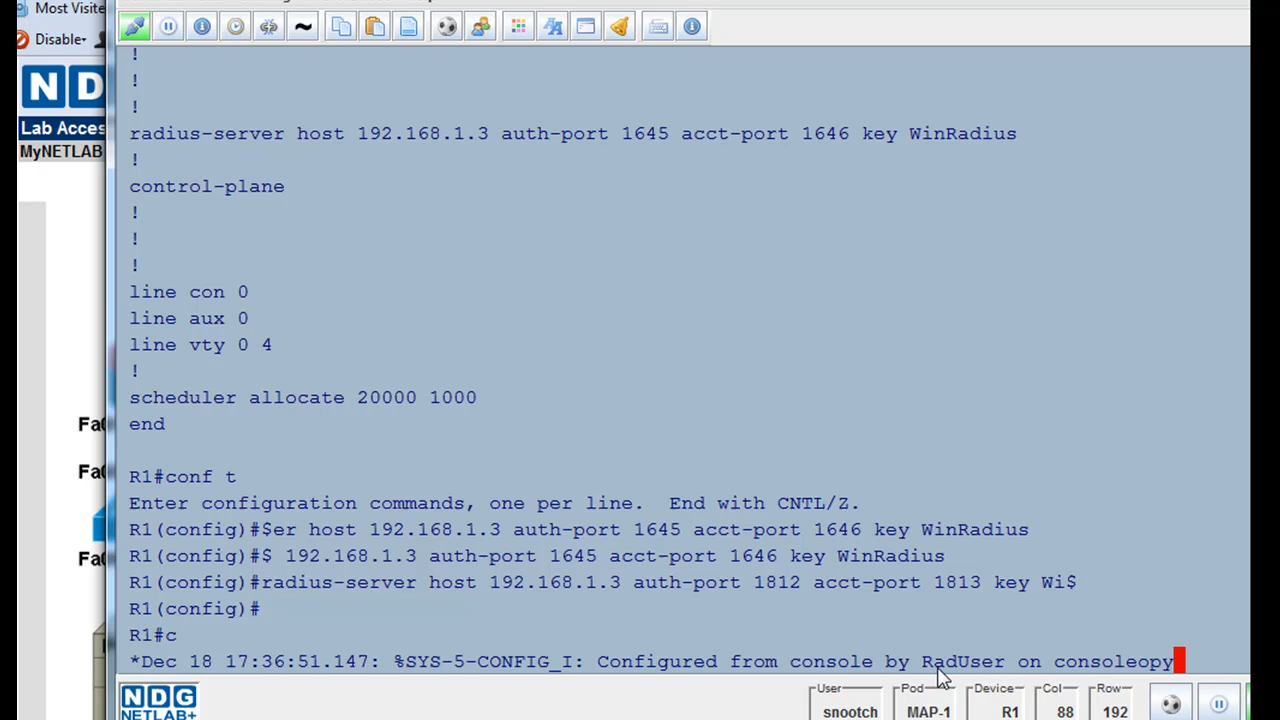 Most Visite
Disable
ND
Lab Acces
MyNETLAB
!
!
!
radius-server host 192.168.1.3 auth-port 1645 acct-port 1646 key WinRadius
!
control-plane
!
!
!
line con 0
line aux 0
line vty 0 4
!
scheduler allocate 20000 1000
end
R1#conf t
Enter configuration commands, one per line.  End with CNTL/Z.
R1(config)#$er host 192.168.1.3 auth-port 1645 acct-port 1646 key WinRadius
R1(config)#$ 192.168.1.3 auth-port 1645 acct-port 1646 key WinRadius
R1(config)#radius-server host 192.168.1.3 auth-port 1812 acct-port 1813 key Wi$
R1(config)#
R1#c
*Dec 18 17:36:51.147: %SYS-5-CONFIG_I: Configured from console by RadUser on consoleopy
Fa0
Fa0
Fa0
NDG
NETLAB+
User
snootch
Pod
MAP-1
Device
R1
Col
88
Row
192